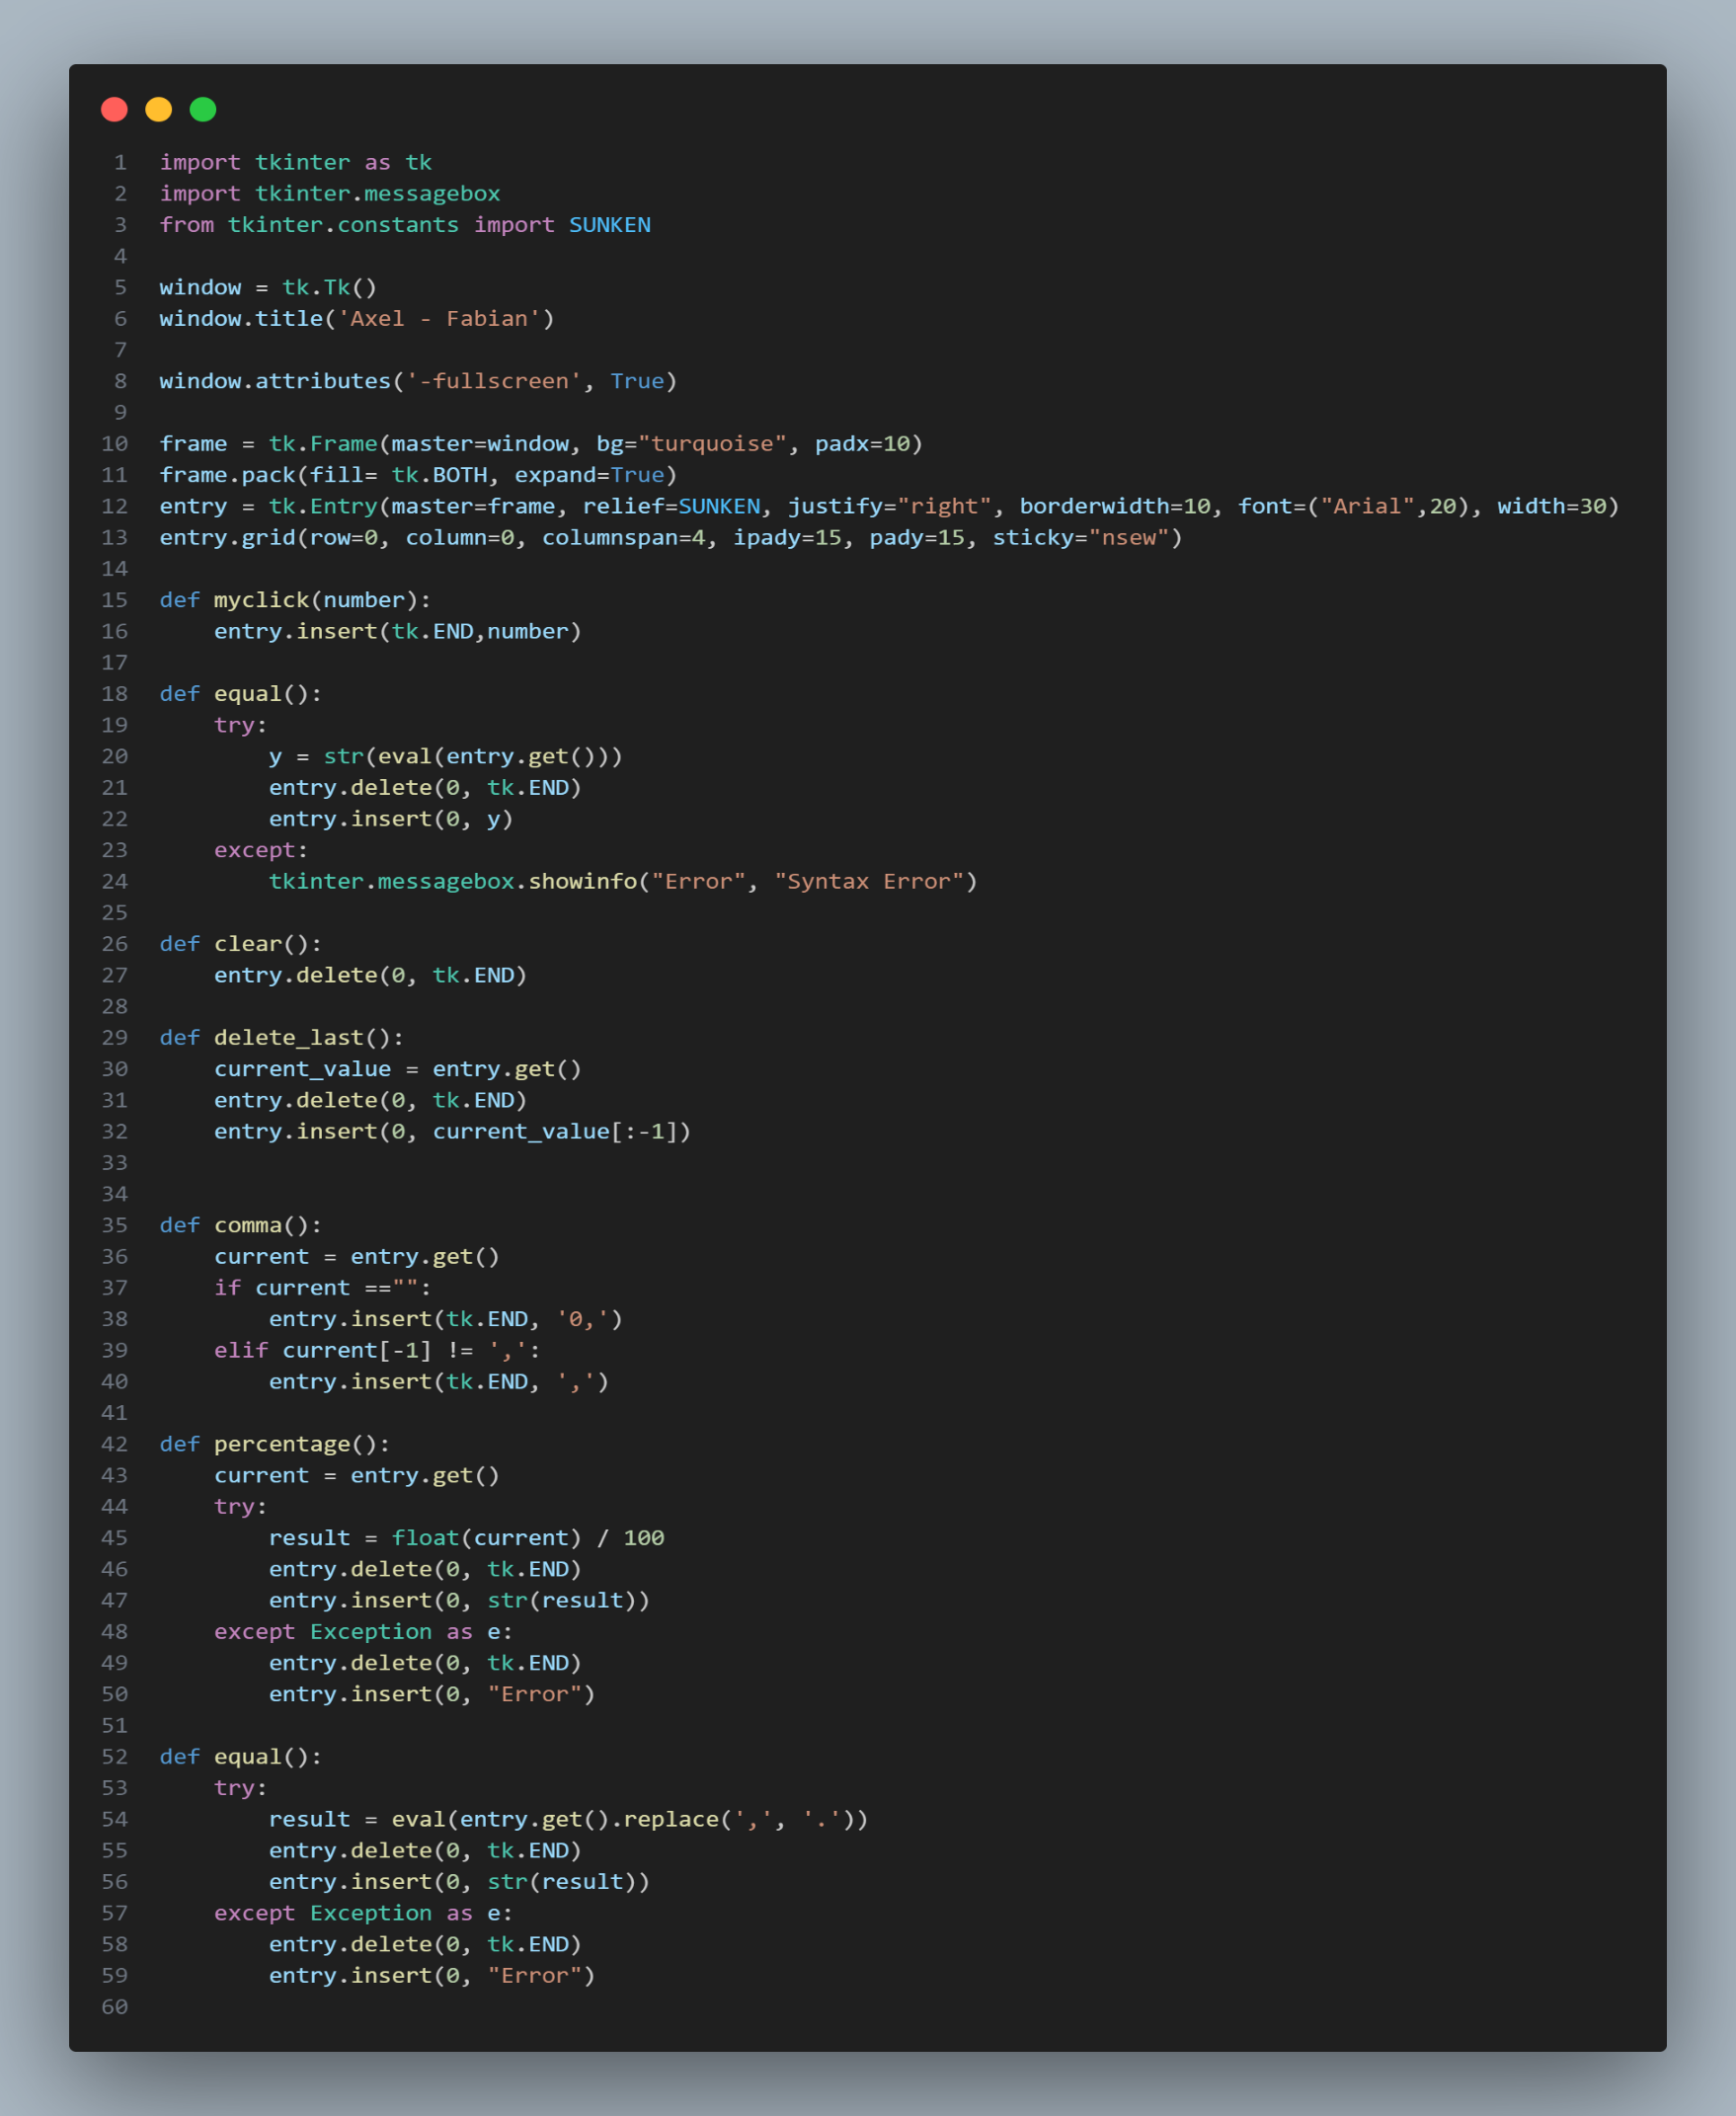 1 import tkinter as tk
2 import tkinter.messagebox
3 from tkinter.constants import SUNKEN
4
5 window = tk.Tk()
6 window.title('Axel - Fabian')
7
8 window.attributes('-fullscreen', True)
9
10 frame = tk.Frame(master=window, bg="turquoise", padx=10)
11 frame.pack(fill= tk.BOTH, expand=True)
12 entry = tk.Entry(master=frame, relief=SUNKEN, justify="right", borderwidth=10, font=("Arial",20), width=30)
13 entry.grid(row=0, column=0, columnspan=4, ipady=15, pady=15, sticky="nsew")
14
15 def myclick(number):
16     entry.insert(tk.END,number)
17
18 def equal():
19     try:
20         y = str(eval(entry.get()))
21         entry.delete(0, tk.END)
22         entry.insert(0, y)
23     except:
24         tkinter.messagebox.showinfo("Error", "Syntax Error")
25
26 def clear():
27     entry.delete(0, tk.END)
28
29 def delete_last():
30     current_value = entry.get()
31     entry.delete(0, tk.END)
32     entry.insert(0, current_value[:-1])
33
34
35 def comma():
36     current = entry.get()
37     if current =="":
38         entry.insert(tk.END, '0,')
39     elif current[-1] != ',':
40         entry.insert(tk.END, ',')
41
42 def percentage():
43     current = entry.get()
44     try:
45         result = float(current) / 100
46         entry.delete(0, tk.END)
47         entry.insert(0, str(result))
48     except Exception as e:
49         entry.delete(0, tk.END)
50         entry.insert(0, "Error")
51
52 def equal():
53     try:
54         result = eval(entry.get().replace(',', '.'))
55         entry.delete(0, tk.END)
56         entry.insert(0, str(result))
57     except Exception as e:
58         entry.delete(0, tk.END)
59         entry.insert(0, "Error")
60